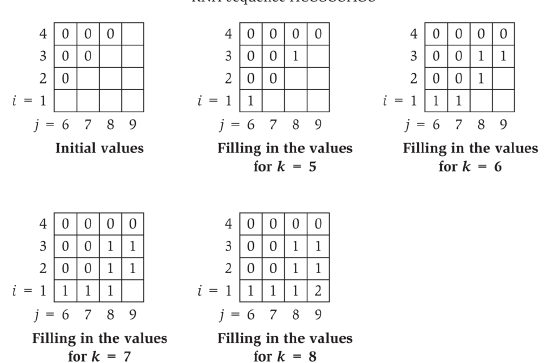 RNA sequence
4 0 0 0
3 0 0
2 0
i = 1
j = 6 7 8 9
Initial values
4 0 0 0 0
3 0 0 1
2 0 0
i = 1 1
j = 6 7 8 9
Filling in the values
for k = 5
4 0 0 0 0
3 0 0 1 1
2 0 0 1
i = 1 1 1
j = 6 7 8 9
Filling in the values
for k = 6
4 0 0 0 0
3 0 0 1 1
2 0 0 1 1
i = 1 1 1 1
j = 6 7 8 9
Filling in the values
for k = 7
4 0 0 0 0
3 0 0 1 1
2 0 0 1 1
i = 1 1 1 1 2
j = 6 7 8 9
Filling in the values
for k = 8